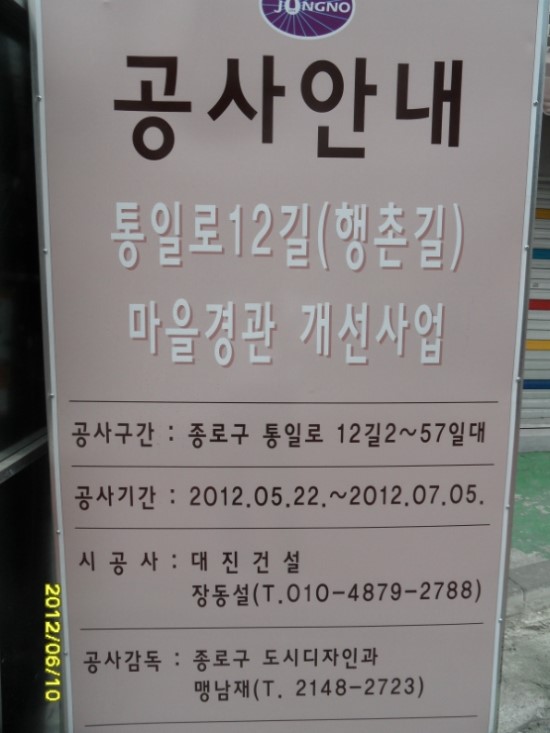 JONGNO
공사안내
통일로12길(행촌길)
마을경관 개선사업
공사구간 : 종로구 통일로 12길2~57일대
공사기간 : 2012.05.22.~2012.07.05.
시 공 사 : 대 진 건 설
장동설(T.010-4879-2788)
공사감독 : 종로구 도시디자인과
맹남재(T. 2148-2723)
2012/06/10